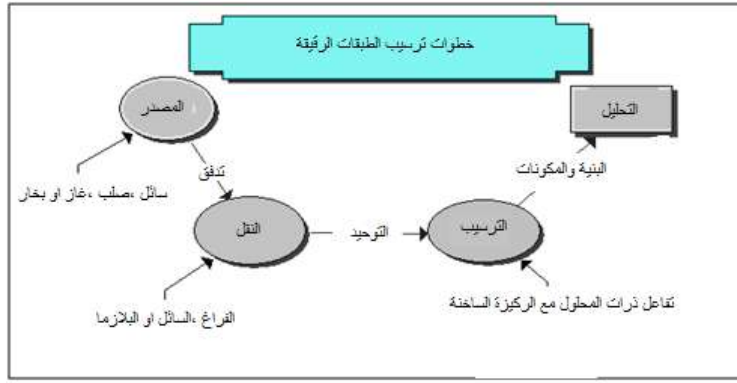 خطوات ترسيب الطبقات الرقيقة
المصدر
التحليل
تدفق
البنية والمكونات
سائل ،صلب ،غاز او بخار
النقل
التوحيد
الترسيب
الفراغ ،السائل او البلازما
تفاعل ذرات المحلول مع الركيزة الساخنة